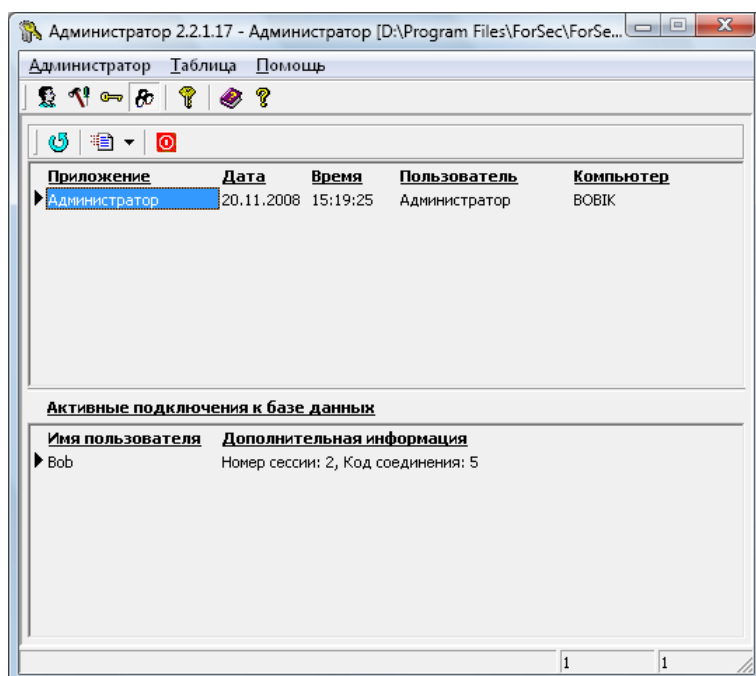 Администратор 2.2.1.17 - Администратор [D:\Program Files\ForSec\ForSe...
Администратор Таблица Помощь
Приложение Дата Время Пользователь Компьютер
Администратор 20.11.2008 15:19:25 Администратор BOBIK
Активные подключения к базе данных
Имя пользователя Дополнительная информация
Bob Номер сессии: 2, Код соединения: 5
1 1